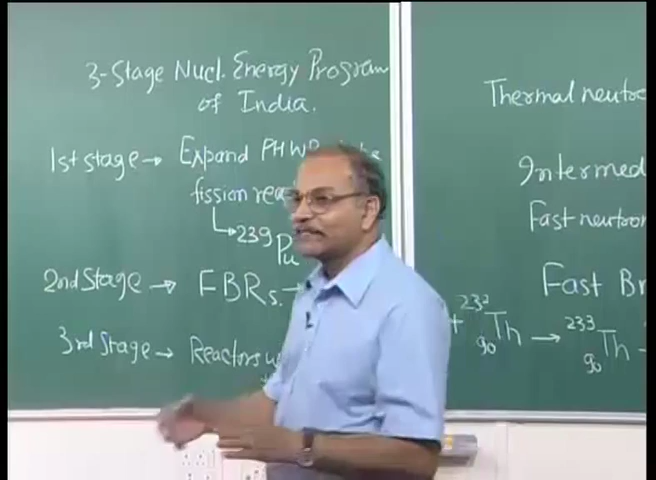 3-Stage Nucl. Energy Program
of India.
1st stage → Expand PHWR
fission rea
↳ 239 Pu
2nd Stage → FBRs. →
3rd Stage → Reactors
Thermal neutro
Intermed
Fast neutron
Fast Br
+ 232 90 Th → 233 90 Th